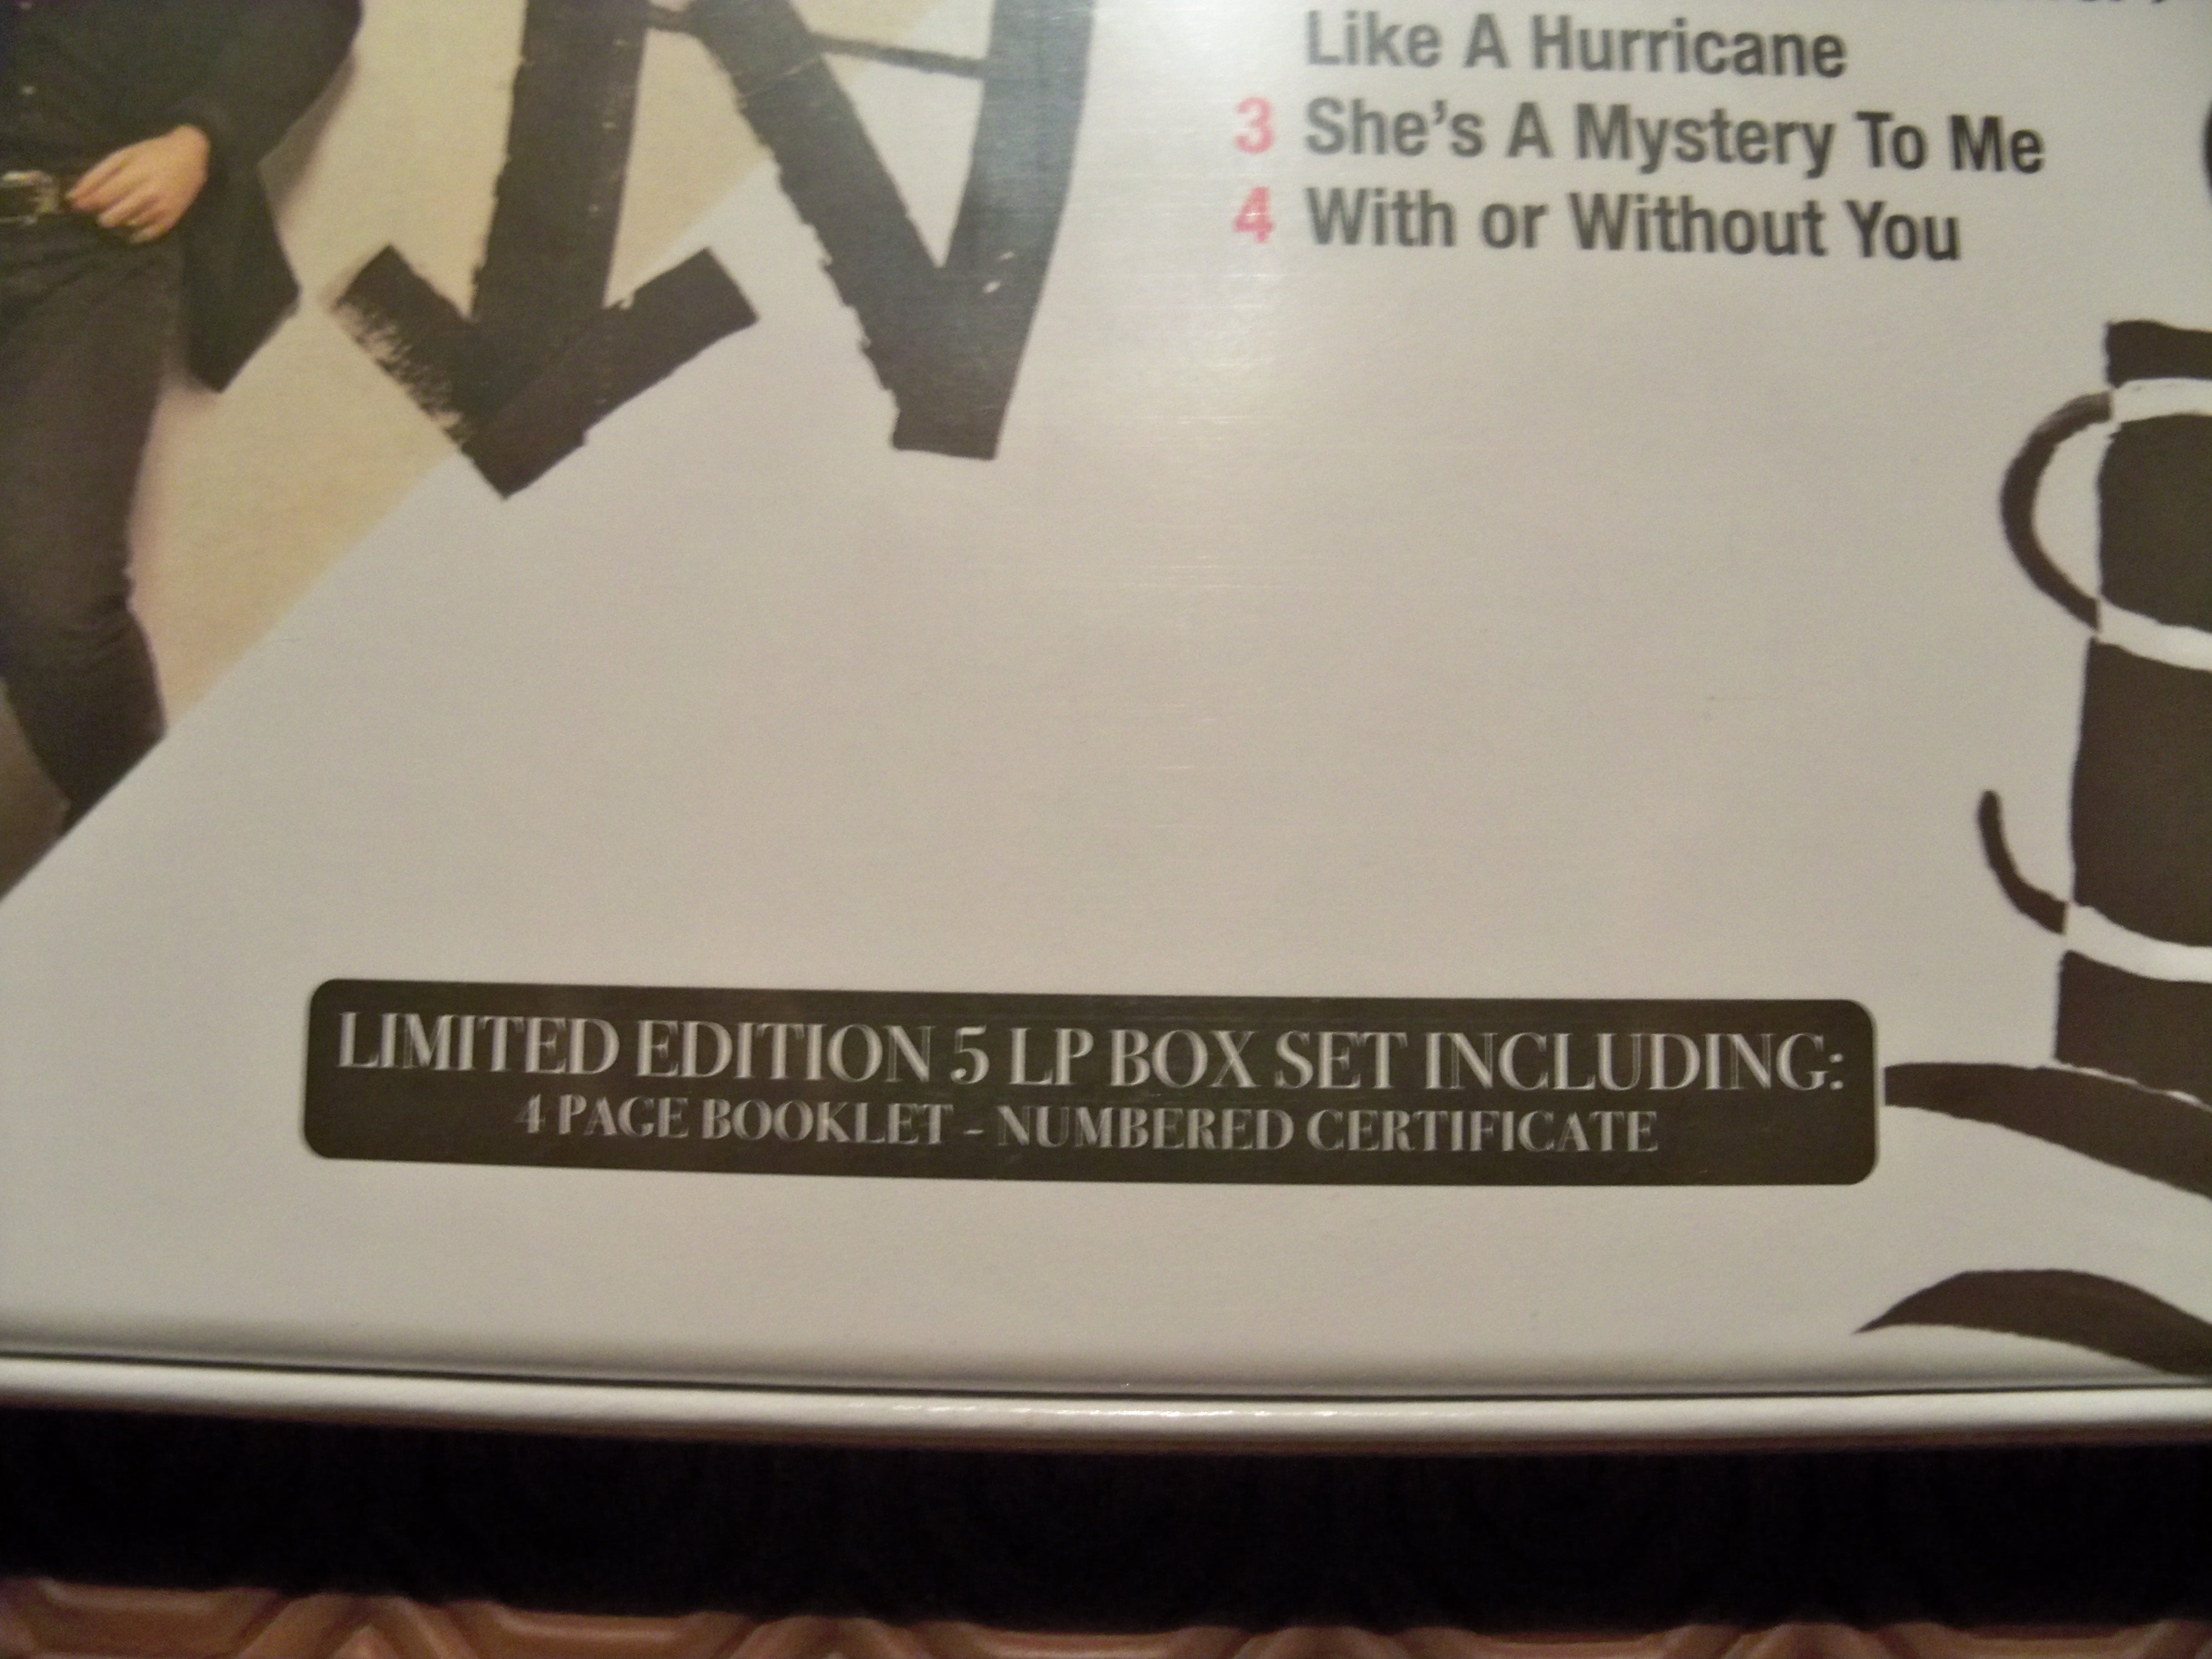 Like A Hurricane
3 She's A Mystery To Me
4 With or Without You
LIMITED EDITION 5 LP BOX SET INCLUDING:
4 PAGE BOOKLET - NUMBERED CERTIFICATE